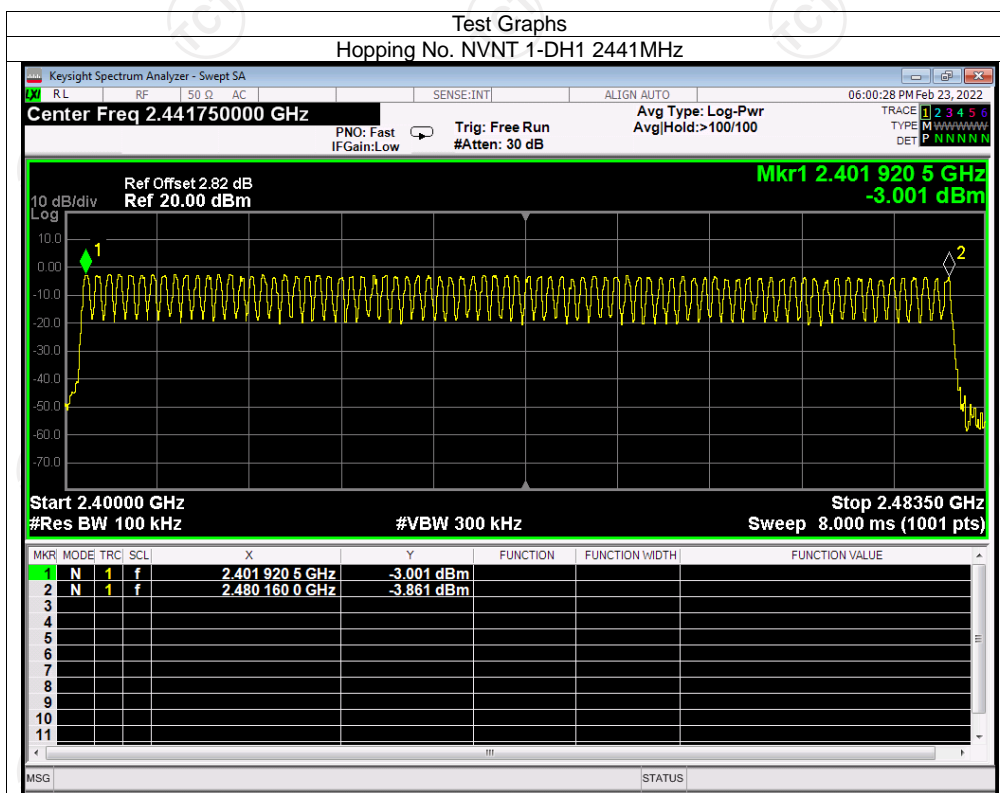 Test Graphs
Hopping No. NVNT 1-DH1 2441MHz
Keysight Spectrum Analyzer - Swept SA
LXI RL RF 50 Ω AC SENSE:INT ALIGN AUTO 06:00:28 PM Feb 23, 2022
Center Freq 2.441750000 GHz
PNO: Fast
IFGain:Low
Trig: Free Run
#Atten: 30 dB
Avg Type: Log-Pwr
Avg|Hold:>100/100
TRACE 1 2 3 4 5 6
TYPE M WWWWW
DET P N N N N N
Mkr1 2.401 920 5 GHz
-3.001 dBm
Ref Offset 2.82 dB
10 dB/div Ref 20.00 dBm
Log
10.0
0.00
-10.0
-20.0
-30.0
-40.0
-50.0
-60.0
-70.0
1
2
Start 2.40000 GHz Stop 2.48350 GHz
#Res BW 100 kHz #VBW 300 kHz Sweep 8.000 ms (1001 pts)
MKR MODE TRC SCL X Y FUNCTION FUNCTION WIDTH FUNCTION VALUE
1 N 1 f 2.401 920 5 GHz -3.001 dBm
2 N 1 f 2.480 160 0 GHz -3.861 dBm
3
4
5
6
7
8
9
10
11
MSG STATUS